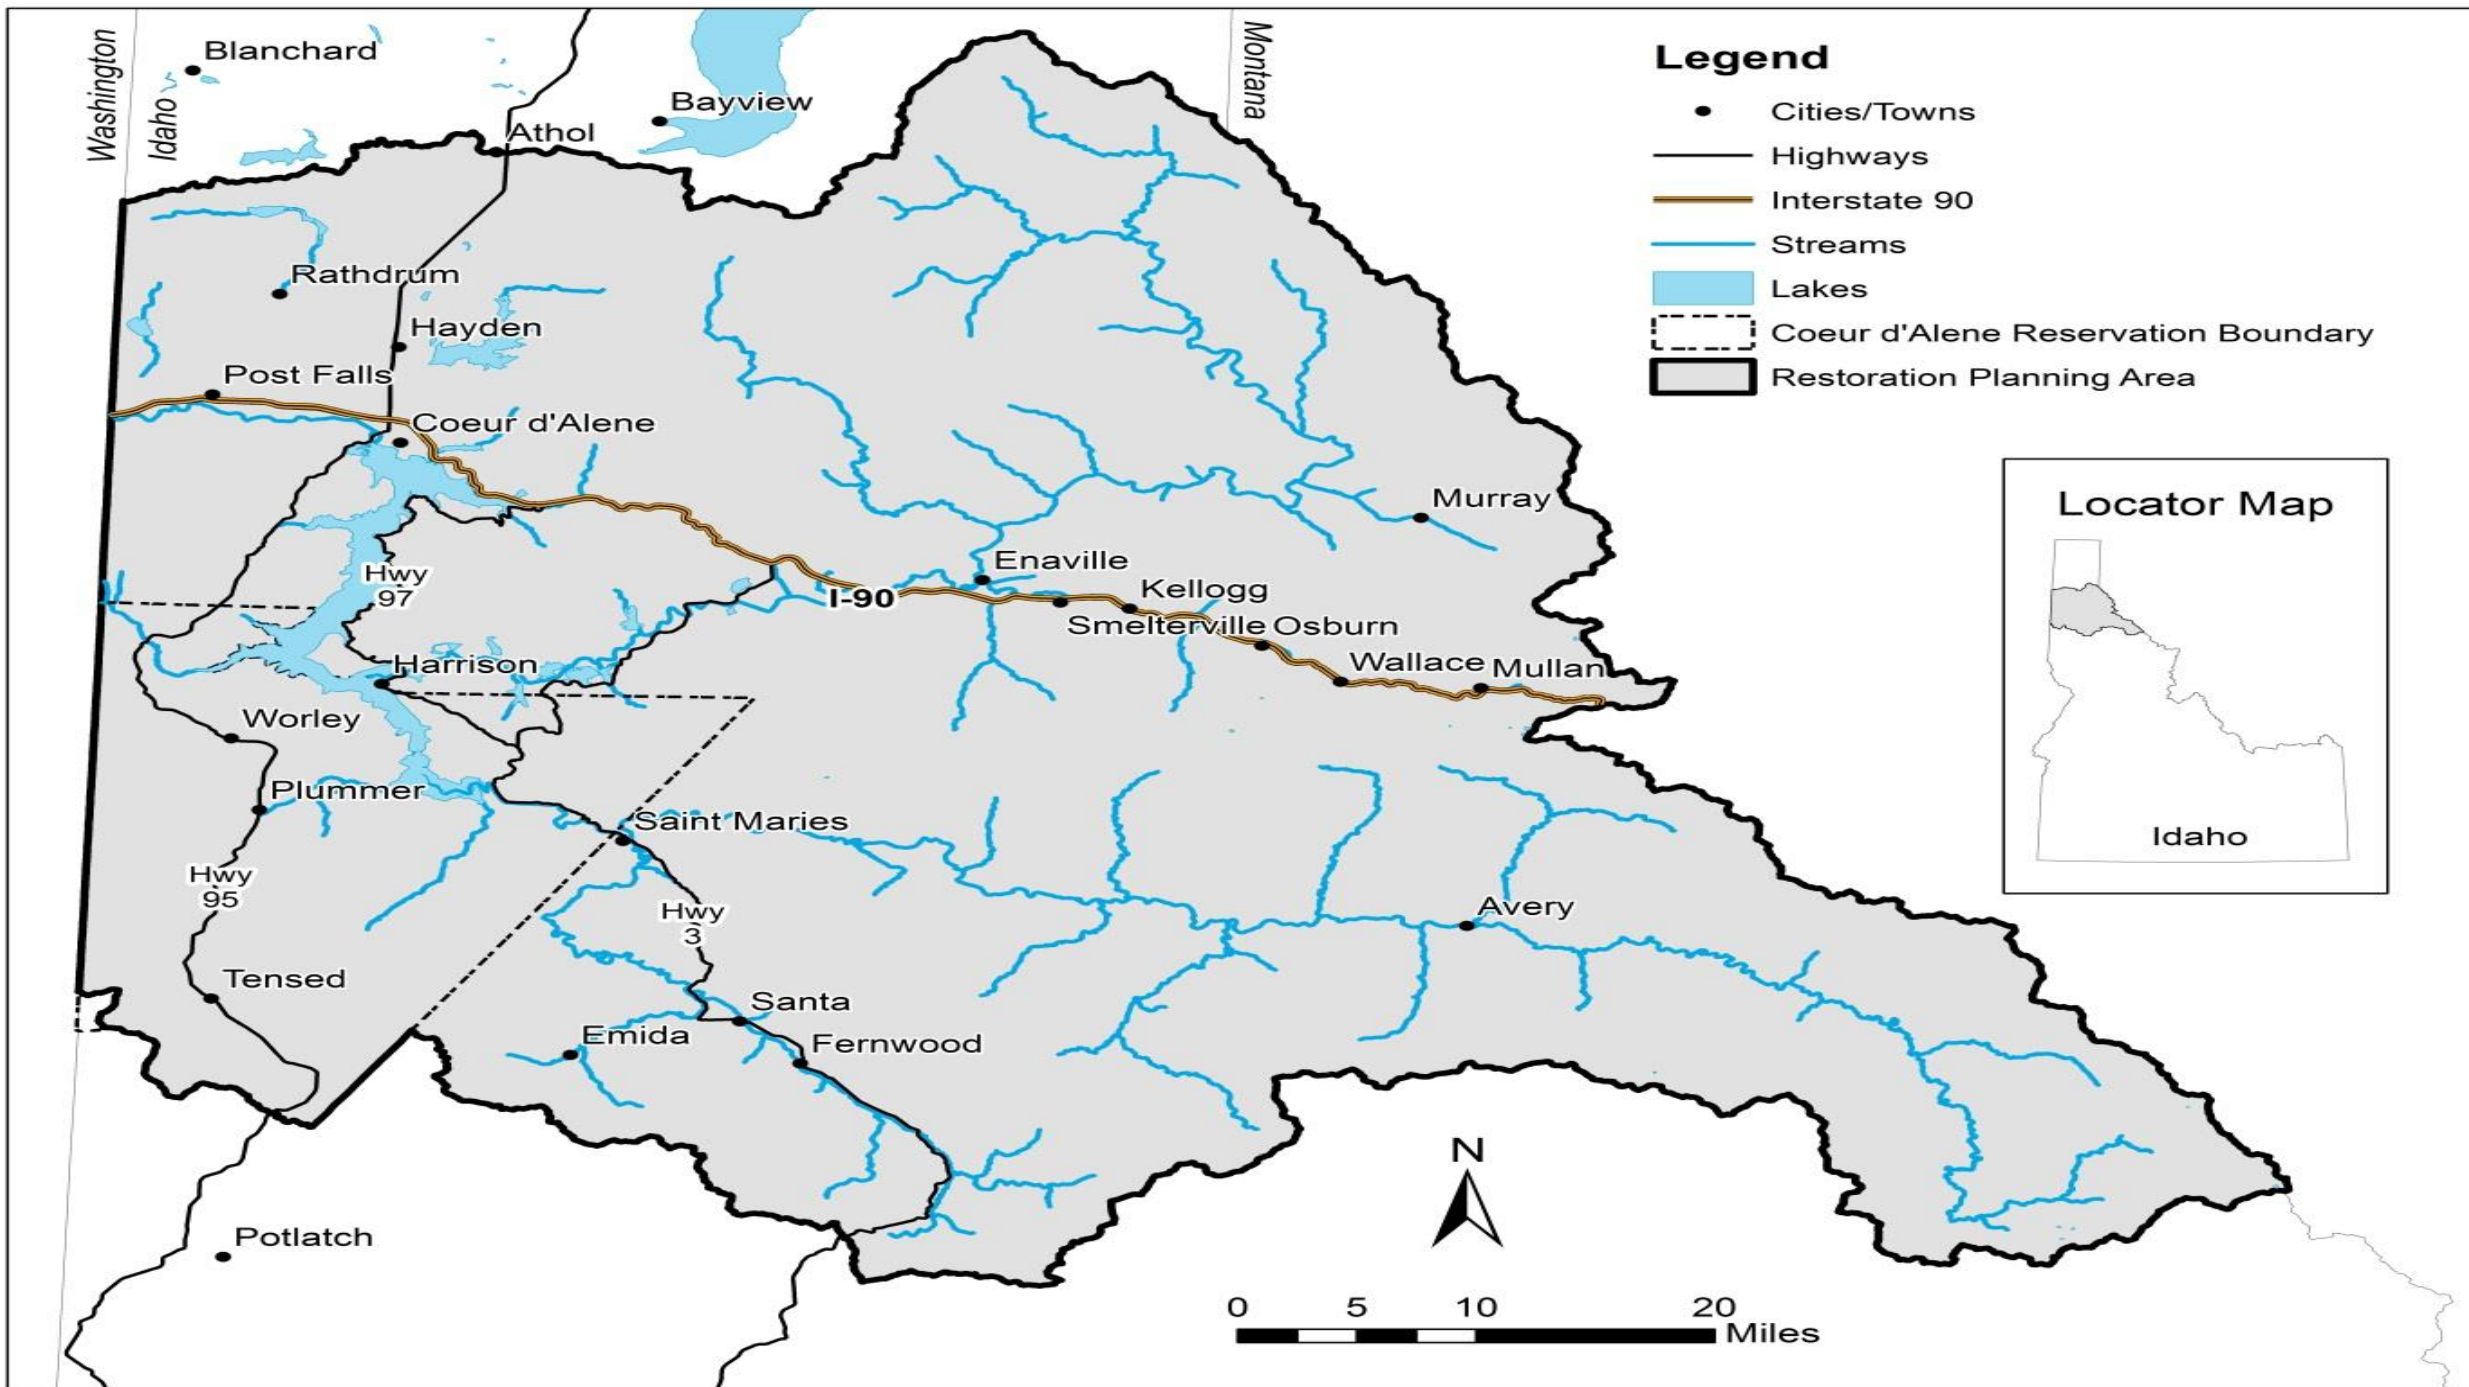 Washington
Idaho
Montana
Blanchard
Bayview
Athol
Rathdrum
Hayden
Post Falls
Coeur d'Alene
Murray
Hwy
97
Enaville
I-90
Kellogg
Smelterville
Osburn
Wallace
Mullan
Harrison
Worley
Plummer
Saint Maries
Hwy
95
Hwy
3
Avery
Tensed
Santa
Emida
Fernwood
Potlatch
Legend
Cities/Towns
Highways
Interstate 90
Streams
Lakes
Coeur d'Alene Reservation Boundary
Restoration Planning Area
Locator Map
Idaho
N
0 5 10 20
Miles